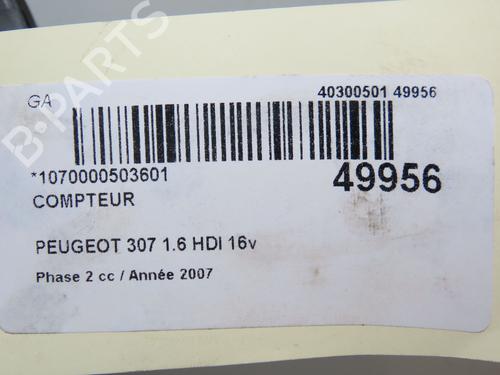 GA
40300501 49956
*1070000503601
49956
COMPTEUR
PEUGEOT 307 1.6 HDI 16v
Phase 2 cc / Année 2007
B-PARTS